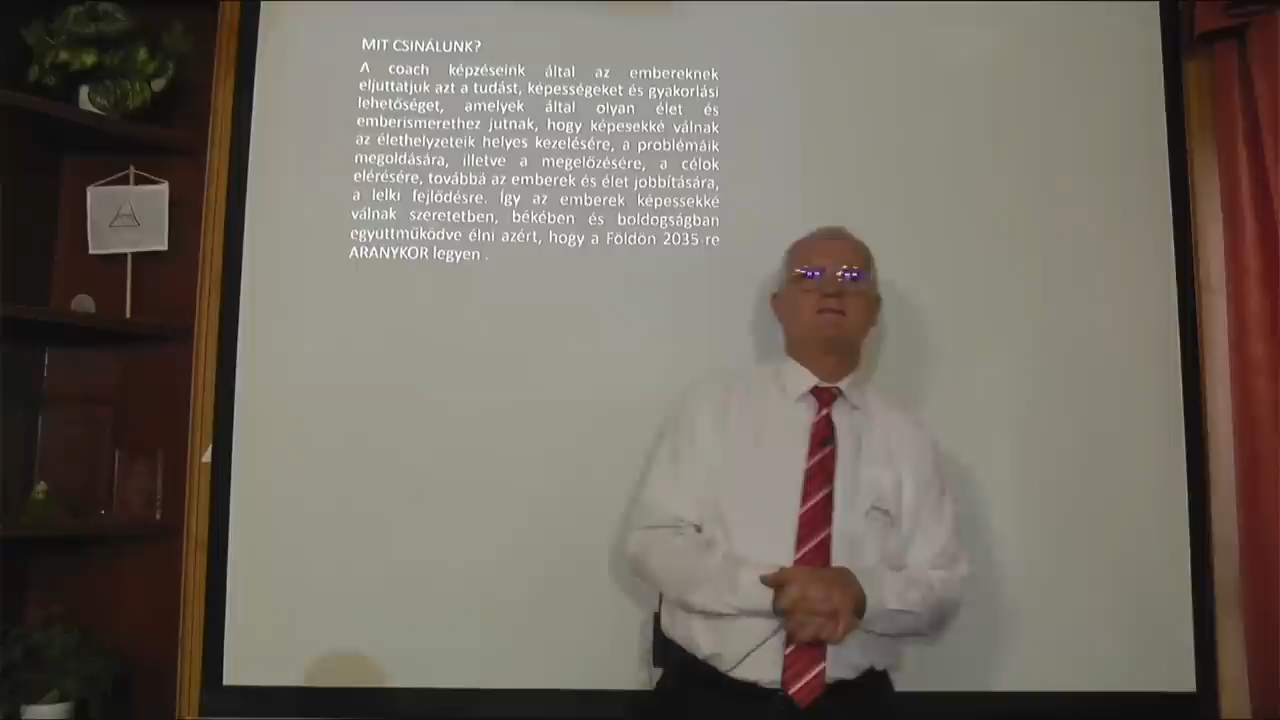 MIT CSINÁLUNK?
A coach képzéseink által az embereknek
eljuttatjuk azt a tudást, képességeket és gyakorlási
lehetőséget, amelyek által olyan élet és
emberismerethez jutnak, hogy képesekké válnak
az élethelyzeteik helyes kezelésére, a problémáik
megoldására, illetve a megelőzésére, a célok
elérésére, továbbá az emberek és élet jobbítására,
a lelki fejlődésre. Így az emberek képessekké
válnak szeretetben, békében és boldogságban
együttműködve élni azért, hogy a Földön 2035-re
ARANYKOR legyen .